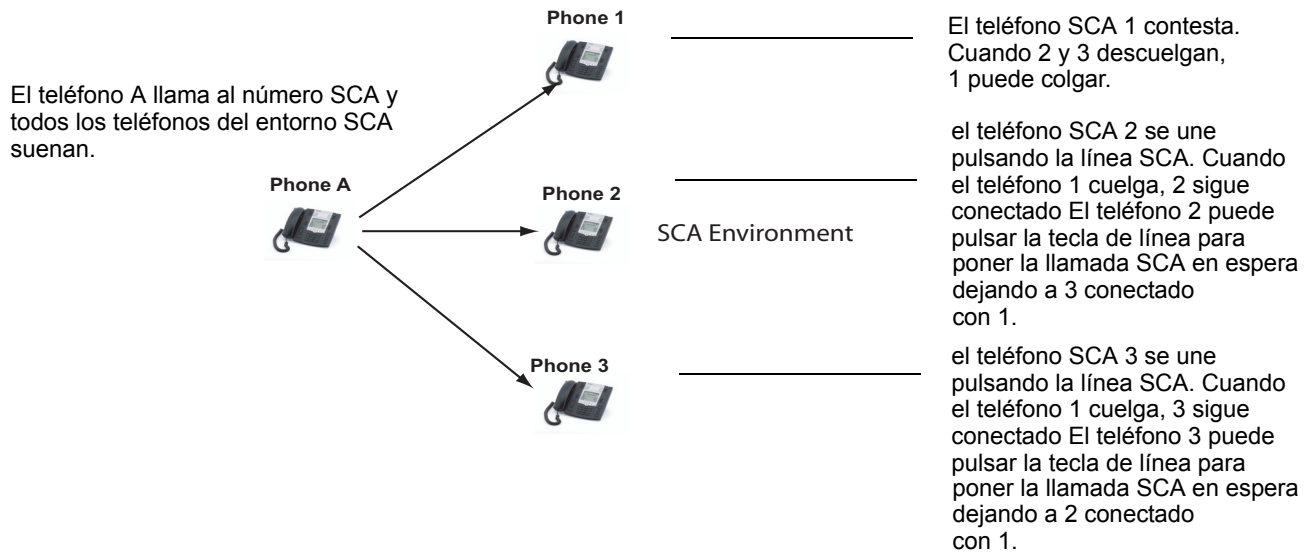 El teléfono A llama al número SCA y
todos los teléfonos del entorno SCA
suenan.
Phone A
Phone 1
El teléfono SCA 1 contesta.
Cuando 2 y 3 descuelgan,
1 puede colgar.
Phone 2
SCA Environment
el teléfono SCA 2 se une
pulsando la línea SCA. Cuando
el teléfono 1 cuelga, 2 sigue
conectado El teléfono 2 puede
pulsar la tecla de línea para
poner la llamada SCA en espera
dejando a 3 conectado
con 1.
Phone 3
el teléfono SCA 3 se une
pulsando la línea SCA. Cuando
el teléfono 1 cuelga, 3 sigue
conectado El teléfono 3 puede
pulsar la tecla de línea para
poner la llamada SCA en espera
dejando a 2 conectado
con 1.